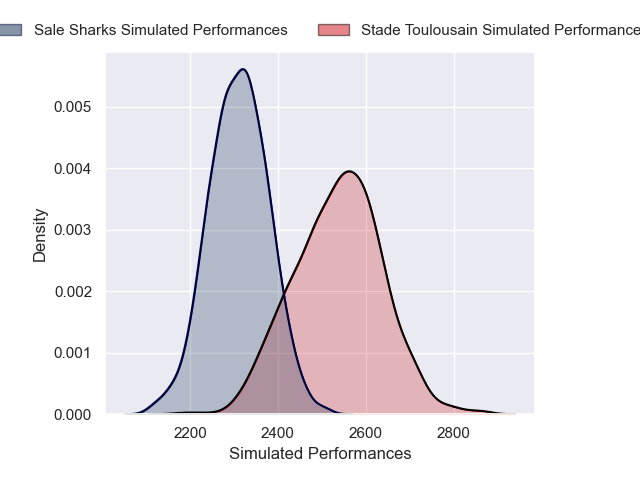 Sale Sharks Simulated Performances
Stade Toulousain Simulated Performance
0.005
0.004
0.003
0.002
0.001
0.000
Density
2200 2400 2600 2800
Simulated Performances